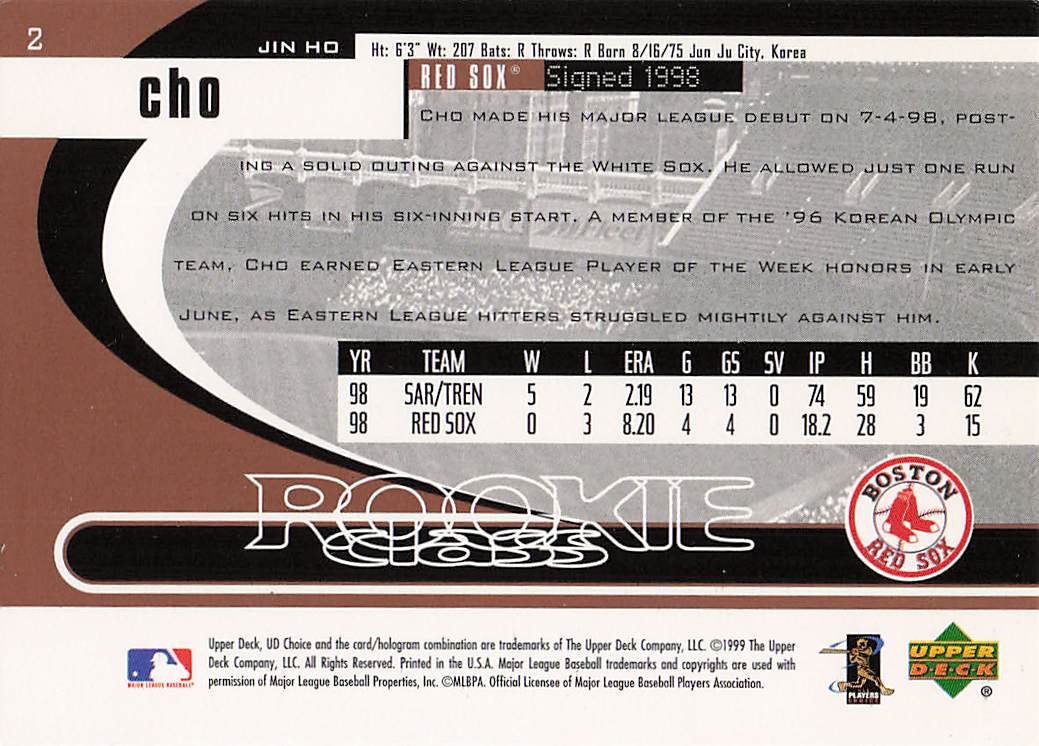 2
JIN HO
Ht: 6'3" Wt: 207 Bats: R Throws: R Born 8/16/75 Jun Ju City, Korea
cho
RED SOX® Signed 1998
CHO MADE HIS MAJOR LEAGUE DEBUT ON 7-4-98, POST-
ING A SOLID OUTING AGAINST THE WHITE SOX. HE ALLOWED JUST ONE RUN
ON SIX HITS IN HIS SIX-INNING START. A MEMBER OF THE '96 KOREAN OLYMPIC
TEAM, CHO EARNED EASTERN LEAGUE PLAYER OF THE WEEK HONORS IN EARLY
JUNE, AS EASTERN LEAGUE HITTERS STRUGGLED MIGHTILY AGAINST HIM.
YR TEAM W L ERA G GS SV IP H BB K
98 SAR/TREN 5 2 2.19 13 13 0 74 59 19 62
98 RED SOX 0 3 8.20 4 4 0 18.2 28 3 15
ROOKIE
class
BOSTON
RED SOX
Upper Deck, UD Choice and the card/hologram combination are trademarks of The Upper Deck Company, LLC. ©1999 The Upper
Deck Company, LLC. All Rights Reserved. Printed in the U.S.A. Major League Baseball trademarks and copyrights are used with
permission of Major League Baseball Properties, Inc. ©MLBPA. Official Licensee of Major League Baseball Players Association.
MAJOR LEAGUE BASEBALL
PLAYERS
CHOICE
UPPER
D·E·C·K
®